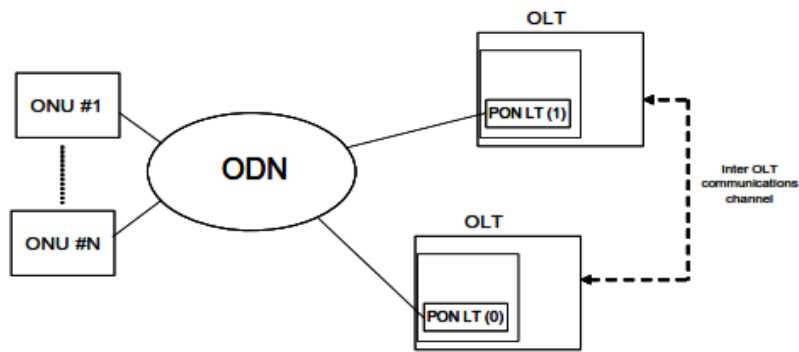 OLT
ONU #1
PON LT (1)
ODN
Inter OLT
communications
channel
OLT
ONU #N
PON LT (0)